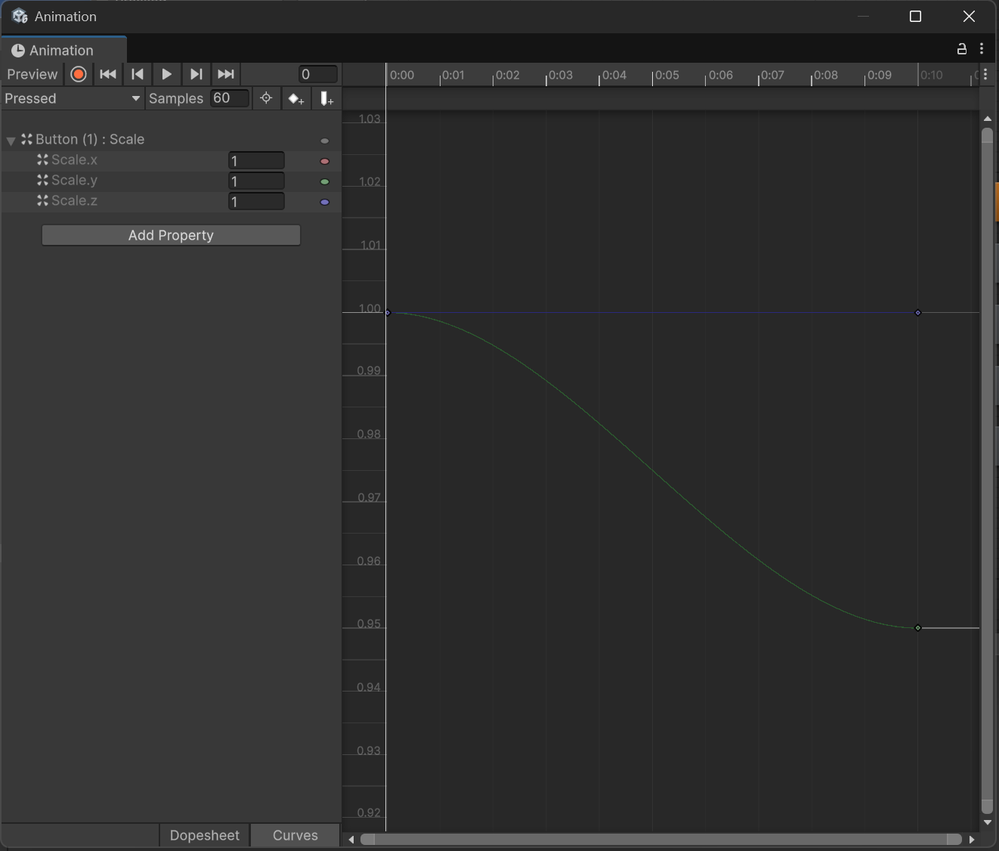 Animation
Animation
Preview
0
0:00 0:01 0:02 0:03 0:04 0:05 0:06 0:07 0:08 0:09 0:10
Pressed
Samples 60
Button (1) : Scale
Scale.x 1
Scale.y 1
Scale.z 1
Add Property
1.03
1.02
1.01
1.00
0.99
0.98
0.97
0.96
0.95
0.94
0.93
0.92
Dopesheet
Curves